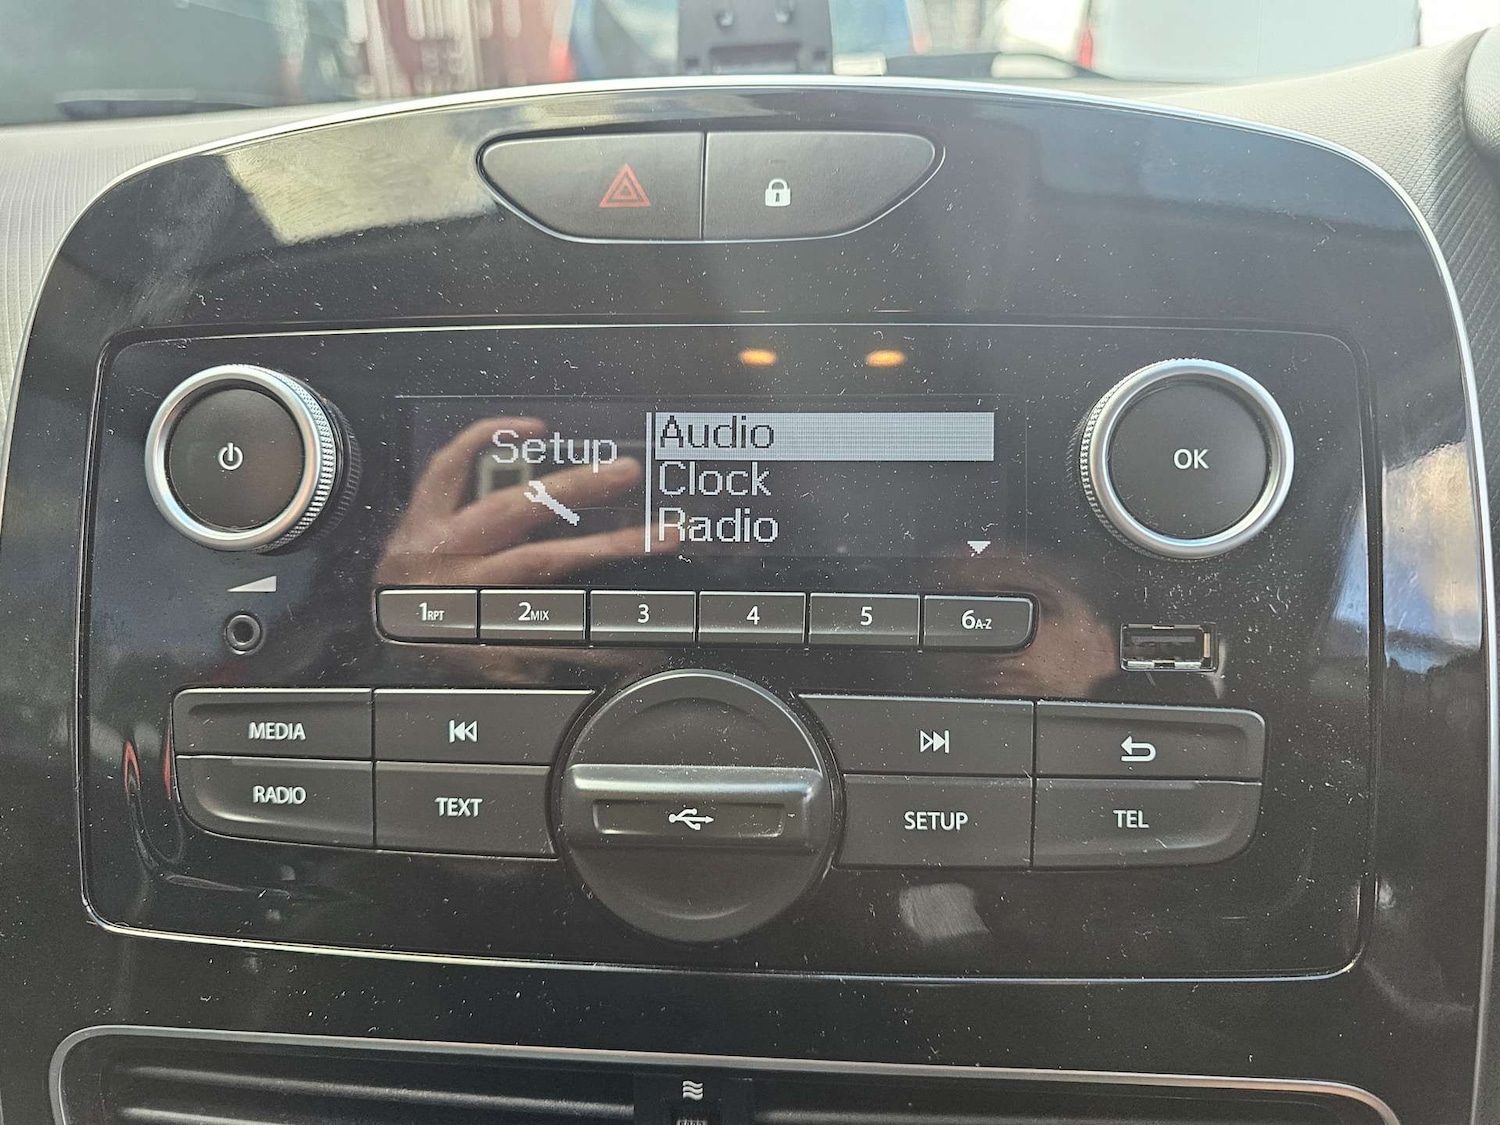 Setup
Audio
Clock
Radio
OK
1RPT
2MIX
3
4
5
6A-Z
MEDIA
RADIO
TEXT
SETUP
TEL